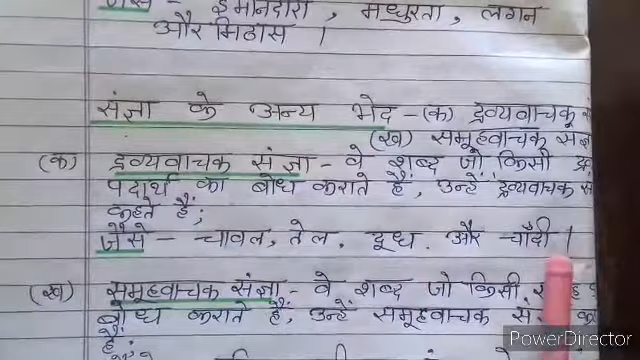 जैसे - ईमानदारी, मधुरता, लगन
और मिठास ।
संज्ञा के अन्य भेद - (क) द्रव्यवाचक
(ख) समूहवाचक
(क) द्रव्यवाचक संज्ञा - वे शब्द जो किसी
पदार्थ का बोध कराते हैं, उन्हें द्रव्यवाचक
कहते हैं;
जैसे - चावल, तेल, दूध और चाँदी ।
(ख) समूहवाचक संज्ञा - वे शब्द जो किसी
बोध कराते हैं, उन्हें समूहवाचक
हैं;
PowerDirector